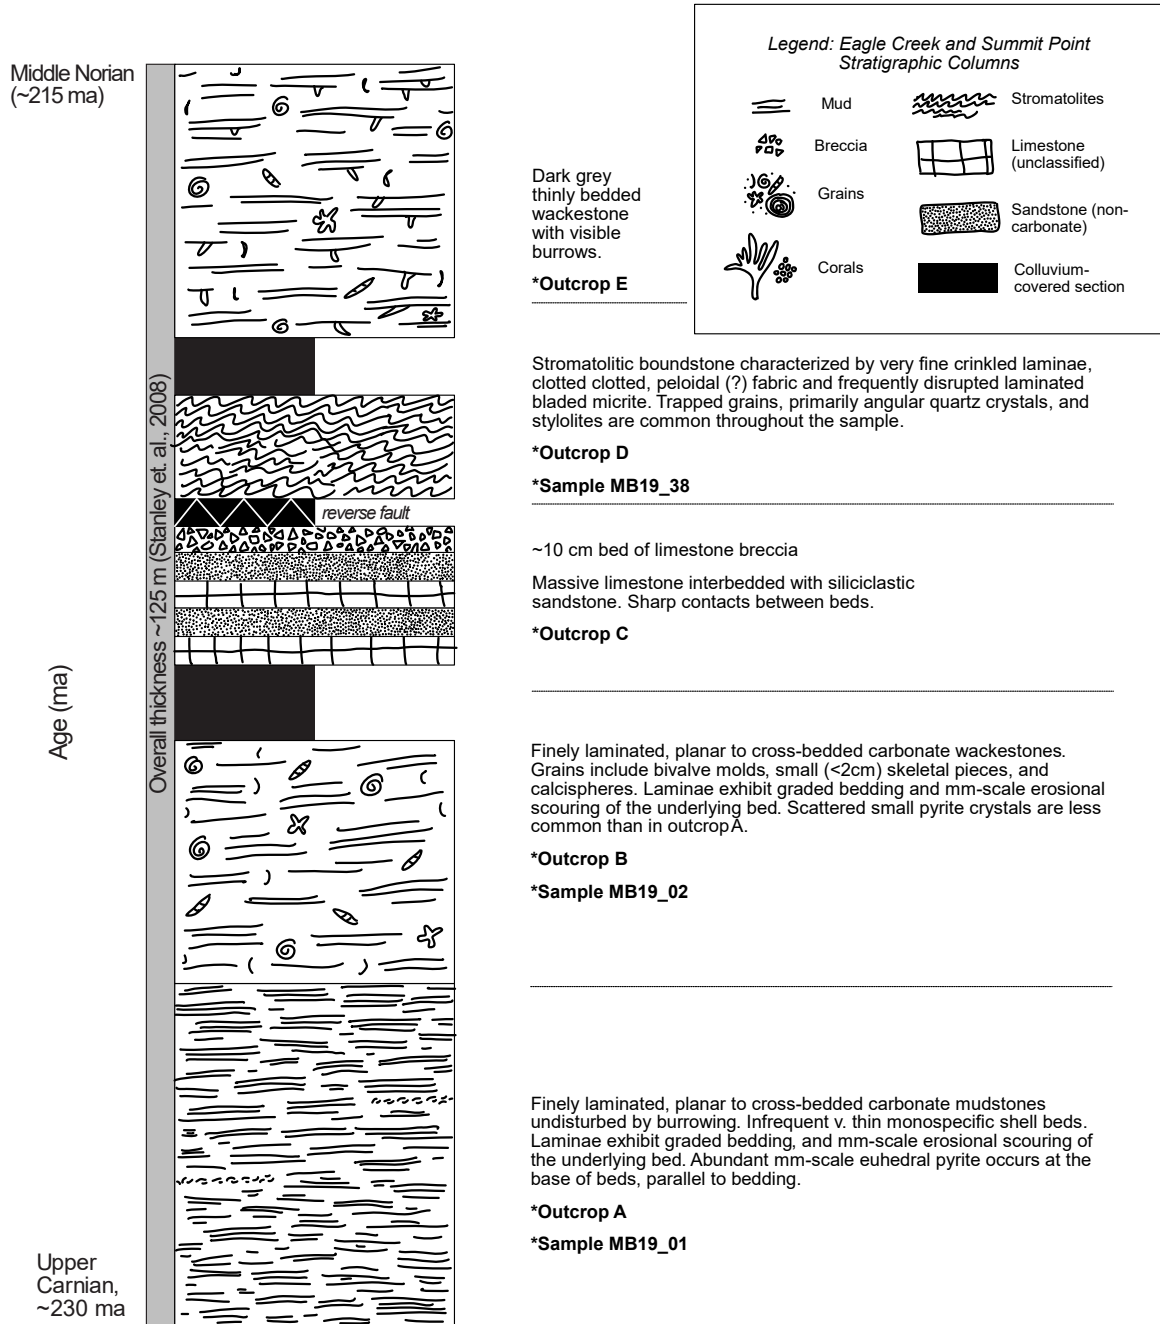 Legend: Eagle Creek and Summit Point
Stratigraphic Columns
Mud
Stromatolites
Breccia
Limestone
(unclassified)
Grains
Sandstone (non-
carbonate)
Corals
Colluvium-
covered section
Middle Norian
(~215 ma)
Overall thickness ~125 m (Stanley et. al., 2008)
Age (ma)
Upper
Carnian,
~230 ma
Dark grey
thinly bedded
wackestone
with visible
burrows.
*Outcrop E
Stromatolitic boundstone characterized by very fine crinkled laminae,
clotted clotted, peloidal (?) fabric and frequently disrupted laminated
bladed micrite. Trapped grains, primarily angular quartz crystals, and
stylolites are common throughout the sample.
*Outcrop D
*Sample MB19_38
reverse fault
~10 cm bed of limestone breccia
Massive limestone interbedded with siliciclastic
sandstone. Sharp contacts between beds.
*Outcrop C
Finely laminated, planar to cross-bedded carbonate wackestones.
Grains include bivalve molds, small (<2cm) skeletal pieces, and
calcispheres. Laminae exhibit graded bedding and mm-scale erosional
scouring of the underlying bed. Scattered small pyrite crystals are less
common than in outcrop A.
*Outcrop B
*Sample MB19_02
Finely laminated, planar to cross-bedded carbonate mudstones
undisturbed by burrowing. Infrequent v. thin monospecific shell beds.
Laminae exhibit graded bedding, and mm-scale erosional scouring of
the underlying bed. Abundant mm-scale euhedral pyrite occurs at the
base of beds, parallel to bedding.
*Outcrop A
*Sample MB19_01